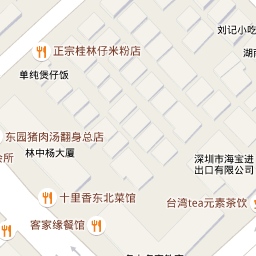 刘记小吃
正宗桂林仔米粉店
湖
单纯煲仔饭
东园猪肉汤翻身总店
林中杨大厦
会所
深圳市海宝进
出口有限公司
十里香东北菜馆
台湾tea元素茶饮
客家缘餐馆